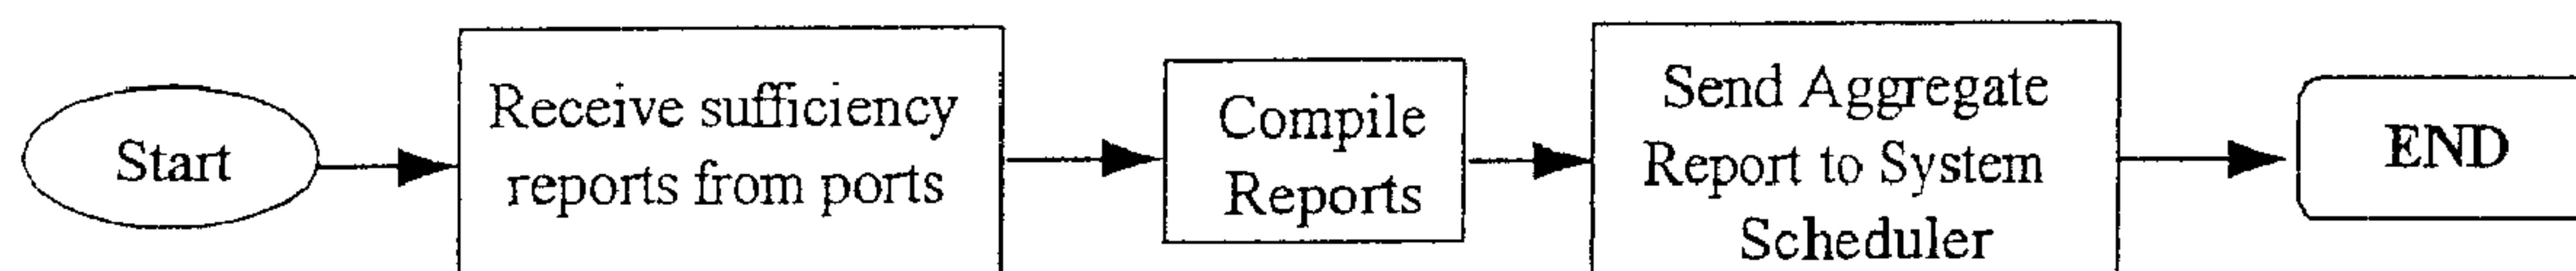 Start
Receive sufficiency
reports from ports
Compile
Reports
Send Aggregate
Report to System
Scheduler
END